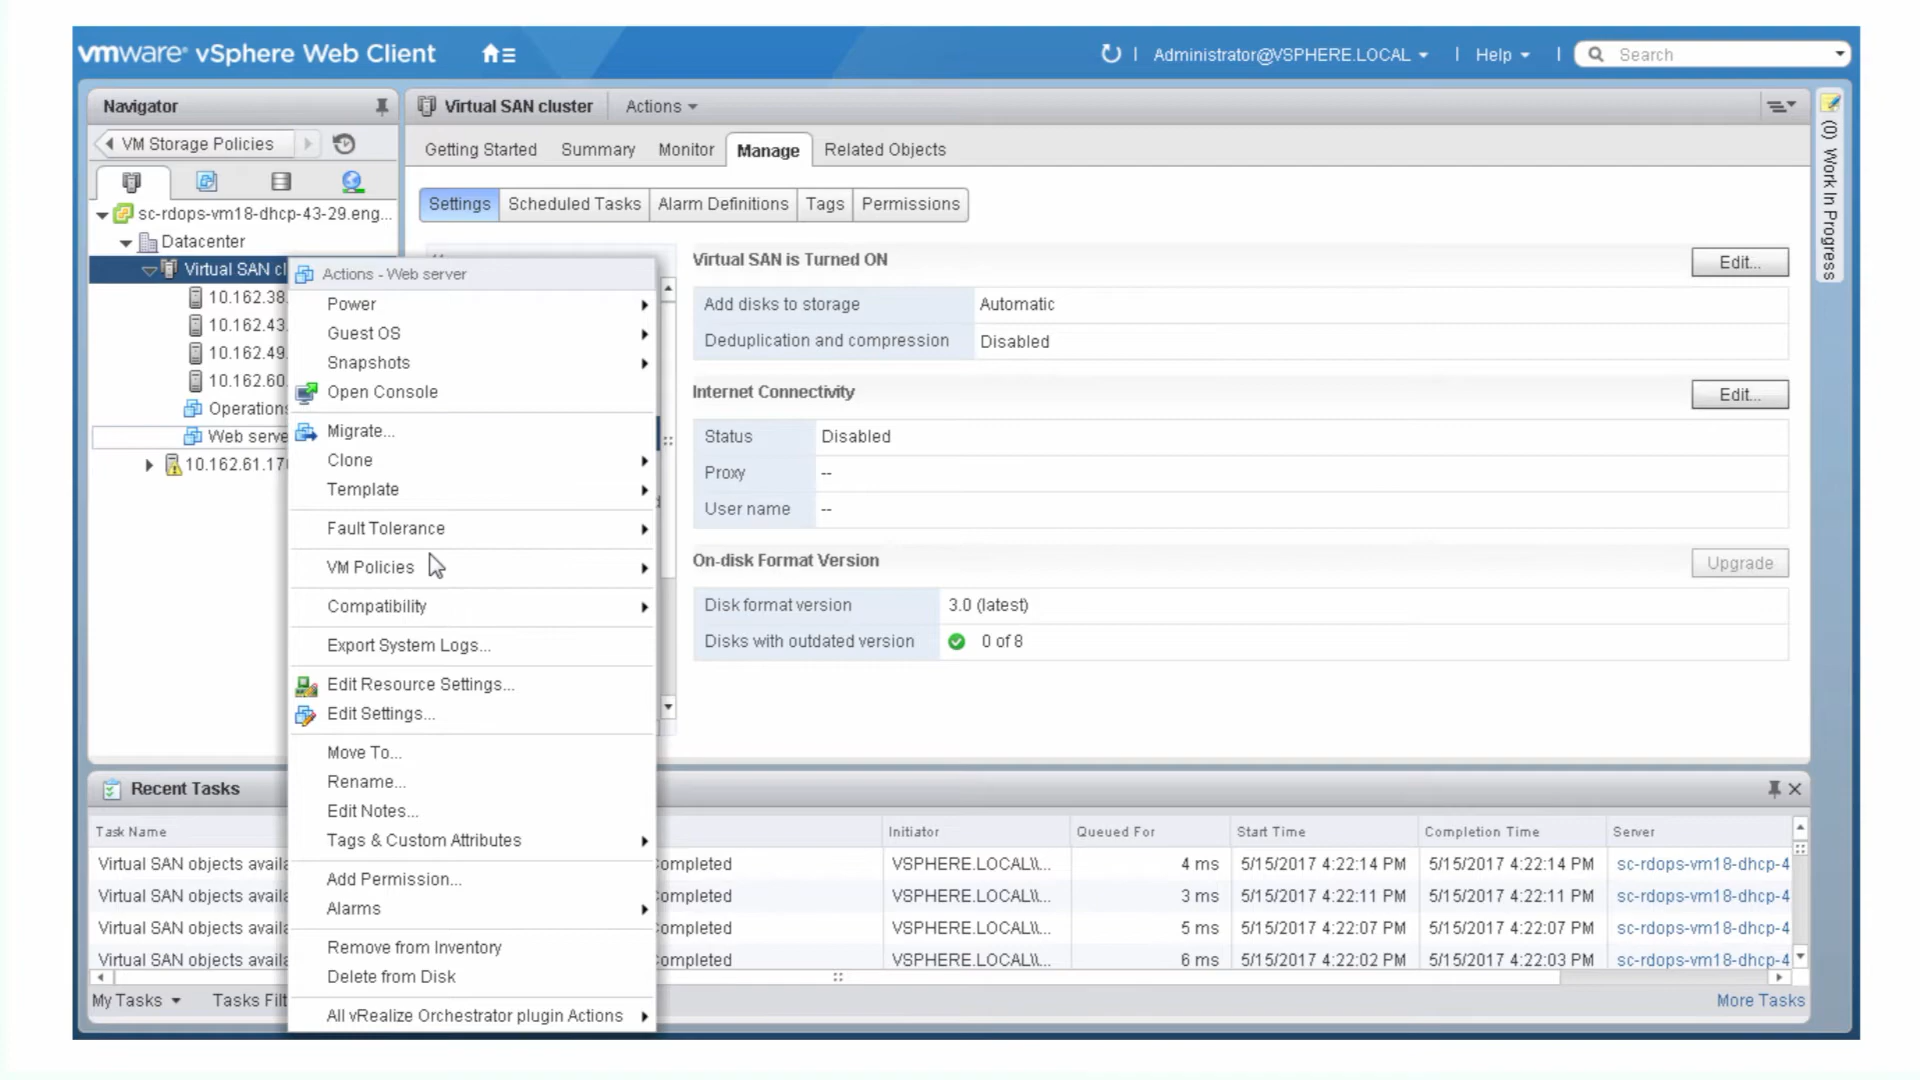 vmware® vSphere Web Client
Administrator@VSPHERE.LOCAL
Help
Search
Navigator
VM Storage Policies
sc-rdops-vm18-dhcp-43-29.eng...
Datacenter
Virtual SAN cl
10.162.38.
10.162.43.
10.162.49.
10.162.60.
Operations
Web serve
10.162.61.17
Actions - Web server
Power
Guest OS
Snapshots
Open Console
Migrate...
Clone
Template
Fault Tolerance
VM Policies
Compatibility
Export System Logs...
Edit Resource Settings...
Edit Settings...
Move To...
Rename...
Edit Notes...
Tags & Custom Attributes
Add Permission...
Alarms
Remove from Inventory
Delete from Disk
All vRealize Orchestrator plugin Actions
Virtual SAN cluster
Actions
Getting Started
Summary
Monitor
Manage
Related Objects
Settings
Scheduled Tasks
Alarm Definitions
Tags
Permissions
Virtual SAN is Turned ON
Edit...
Add disks to storage Automatic
Deduplication and compression Disabled
Internet Connectivity
Edit...
Status Disabled
Proxy --
User name --
On-disk Format Version
Upgrade
Disk format version 3.0 (latest)
Disks with outdated version 0 of 8
(0) Work In Progress
Recent Tasks
Task Name Initiator Queued For Start Time Completion Time Server
Virtual SAN objects availa ompleted VSPHERE.LOCAL\\... 4 ms 5/15/2017 4:22:14 PM 5/15/2017 4:22:14 PM sc-rdops-vm18-dhcp-4
Virtual SAN objects availa ompleted VSPHERE.LOCAL\\... 3 ms 5/15/2017 4:22:11 PM 5/15/2017 4:22:11 PM sc-rdops-vm18-dhcp-4
Virtual SAN objects availa ompleted VSPHERE.LOCAL\\... 5 ms 5/15/2017 4:22:07 PM 5/15/2017 4:22:07 PM sc-rdops-vm18-dhcp-4
Virtual SAN objects availa ompleted VSPHERE.LOCAL\\... 6 ms 5/15/2017 4:22:02 PM 5/15/2017 4:22:03 PM sc-rdops-vm18-dhcp-4
My Tasks
Tasks Filt
More Tasks